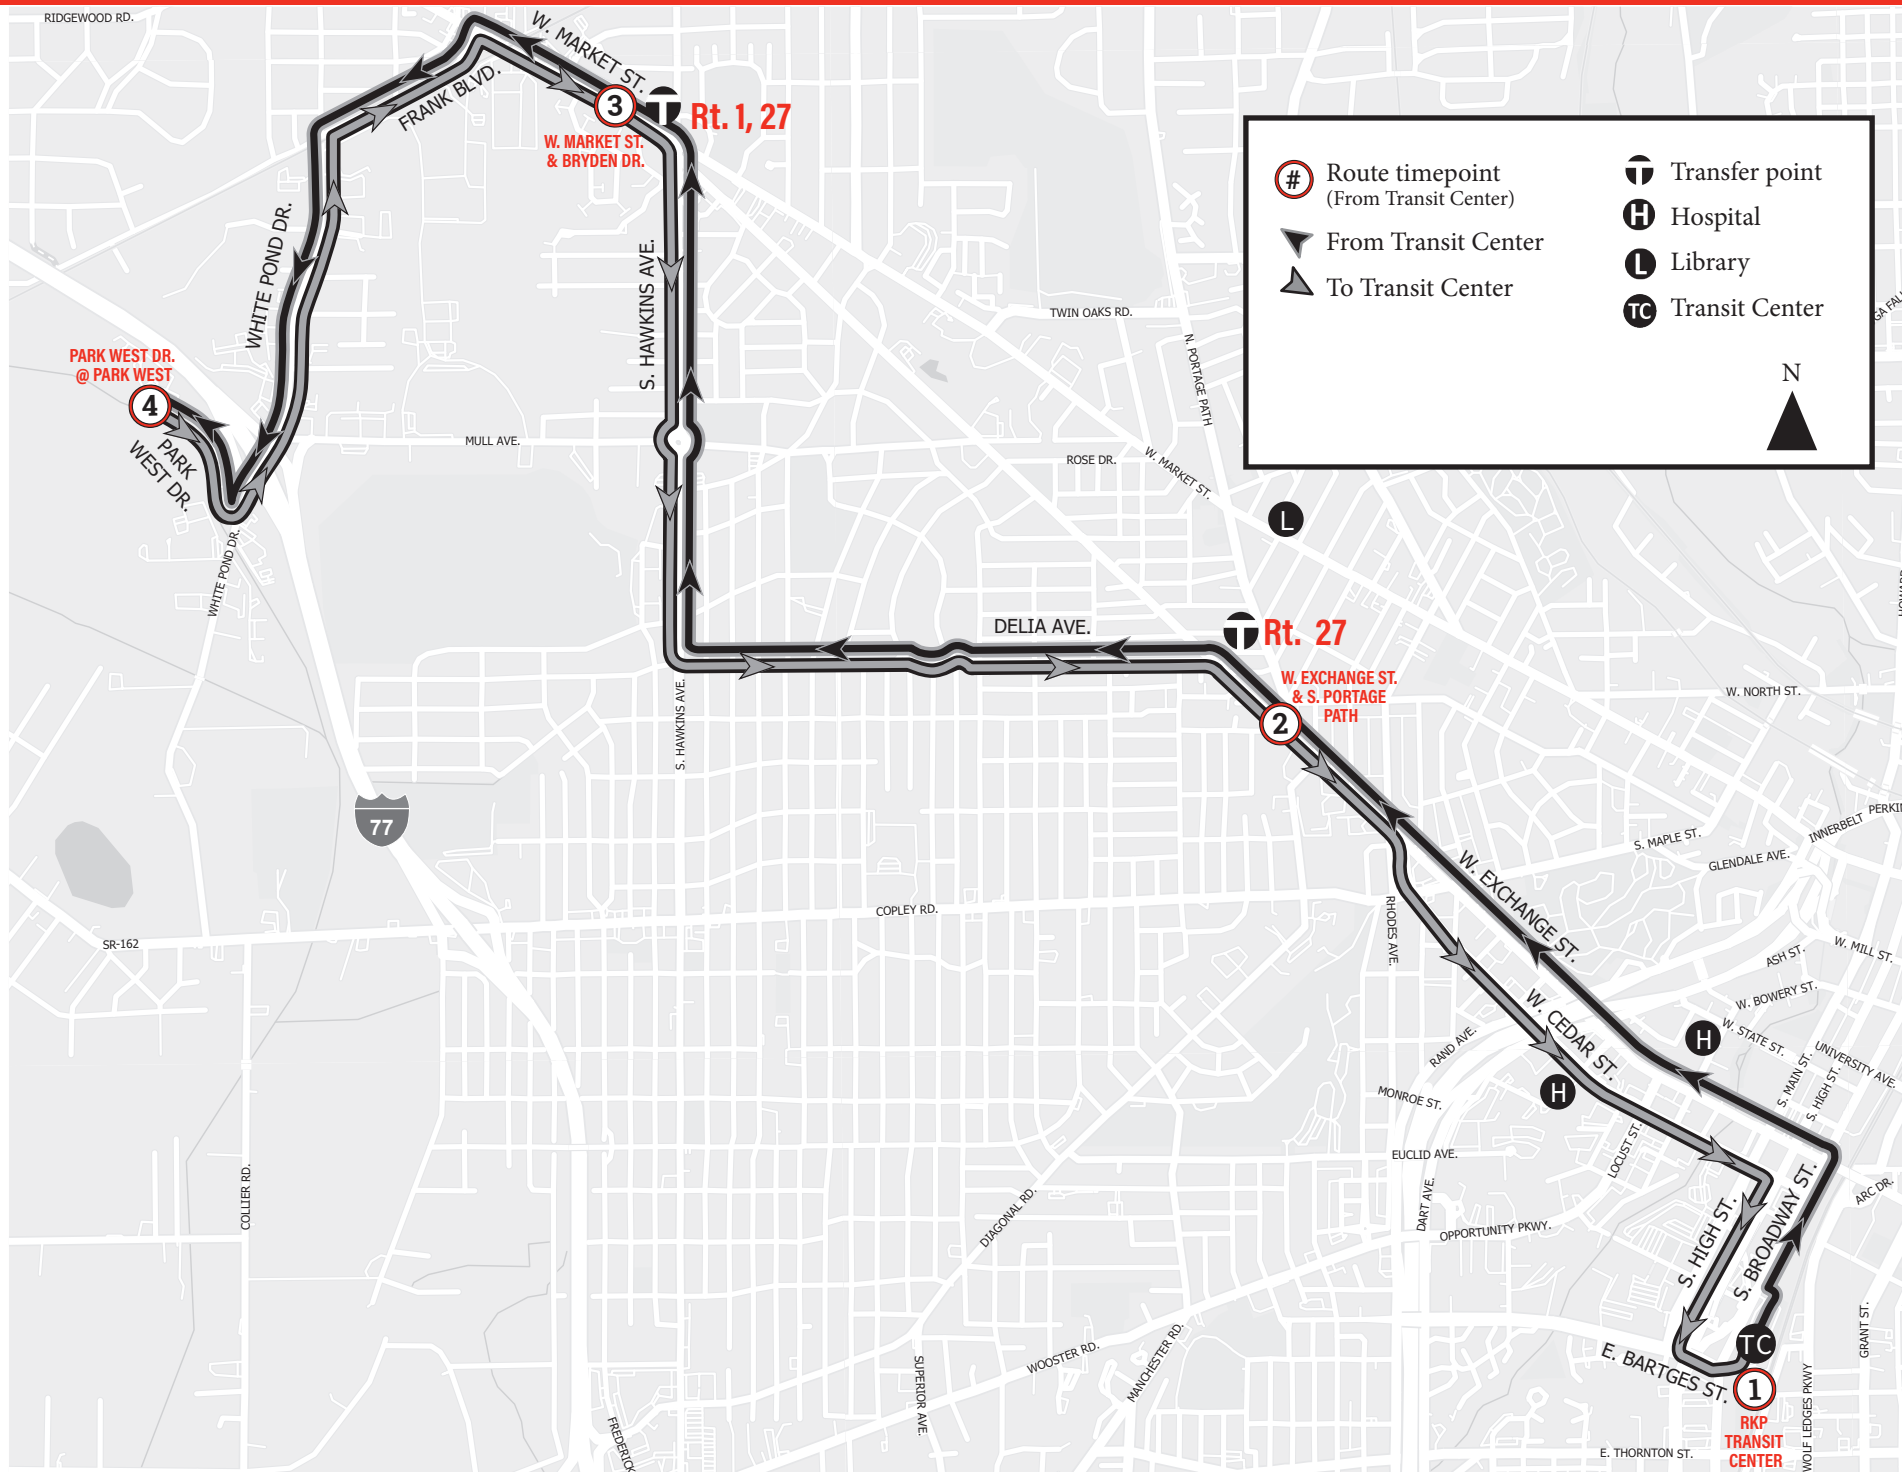 RIDGEWOOD RD.
W. MARKET ST.
FRANK BLVD.
3
T
Rt. 1, 27
W. MARKET ST.
& BRYDEN DR.
#
Route timepoint
(From Transit Center)
From Transit Center
To Transit Center
T
Transfer point
H
Hospital
L
Library
TC
Transit Center
N
WHITE POND DR.
S. HAWKINS AVE.
TWIN OAKS RD.
N. PORTAGE PATH
PARK WEST DR.
@ PARK WEST
4
PARK
WEST DR.
MULL AVE.
ROSE DR.
W. MARKET ST.
L
WHITE POND DR.
DELIA AVE.
T
Rt. 27
W. EXCHANGE ST.
& S. PORTAGE
PATH
2
S. HAWKINS AVE.
W. NORTH ST.
77
S. MAPLE ST.
GLENDALE AVE.
INNERBELT
W. EXCHANGE ST.
COPLEY RD.
RHODES AVE.
SR-162
ASH ST.
W. MILL ST.
W. BOWERY ST.
W. CEDAR ST.
W. STATE ST.
H
UNIVERSITY AVE.
RAND AVE.
S. MAIN ST.
S. HIGH ST.
H
MONROE ST.
LOCUST ST.
EUCLID AVE.
COLLIER RD.
DIAGONAL RD.
DART AVE.
OPPORTUNITY PKWY.
ARC DR.
S. HIGH ST.
S. BROADWAY ST.
TC
E. BARTGES ST.
1
RKP
TRANSIT
CENTER
GRANT ST.
WOLF LEDGES PKWY
WOOSTER RD.
MANCHESTER RD.
SUPERIOR AVE.
FREDERICK
E. THORNTON ST.